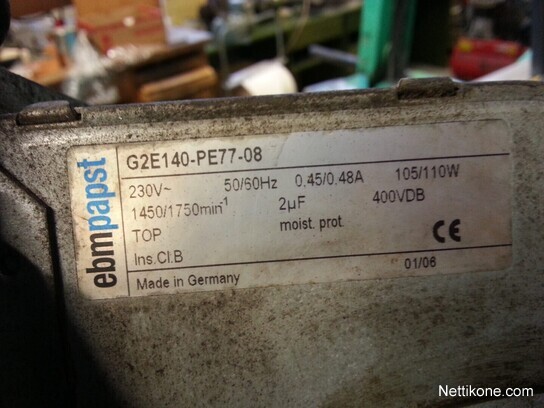 ebmpapst
G2E140-PE77-08
230V~ 50/60Hz 0.45/0.48A 105/110W
1450/1750min⁻¹ 2µF 400VDB
TOP moist. prot.
Ins.Cl.B CE
Made in Germany 01/06
Nettikone.com